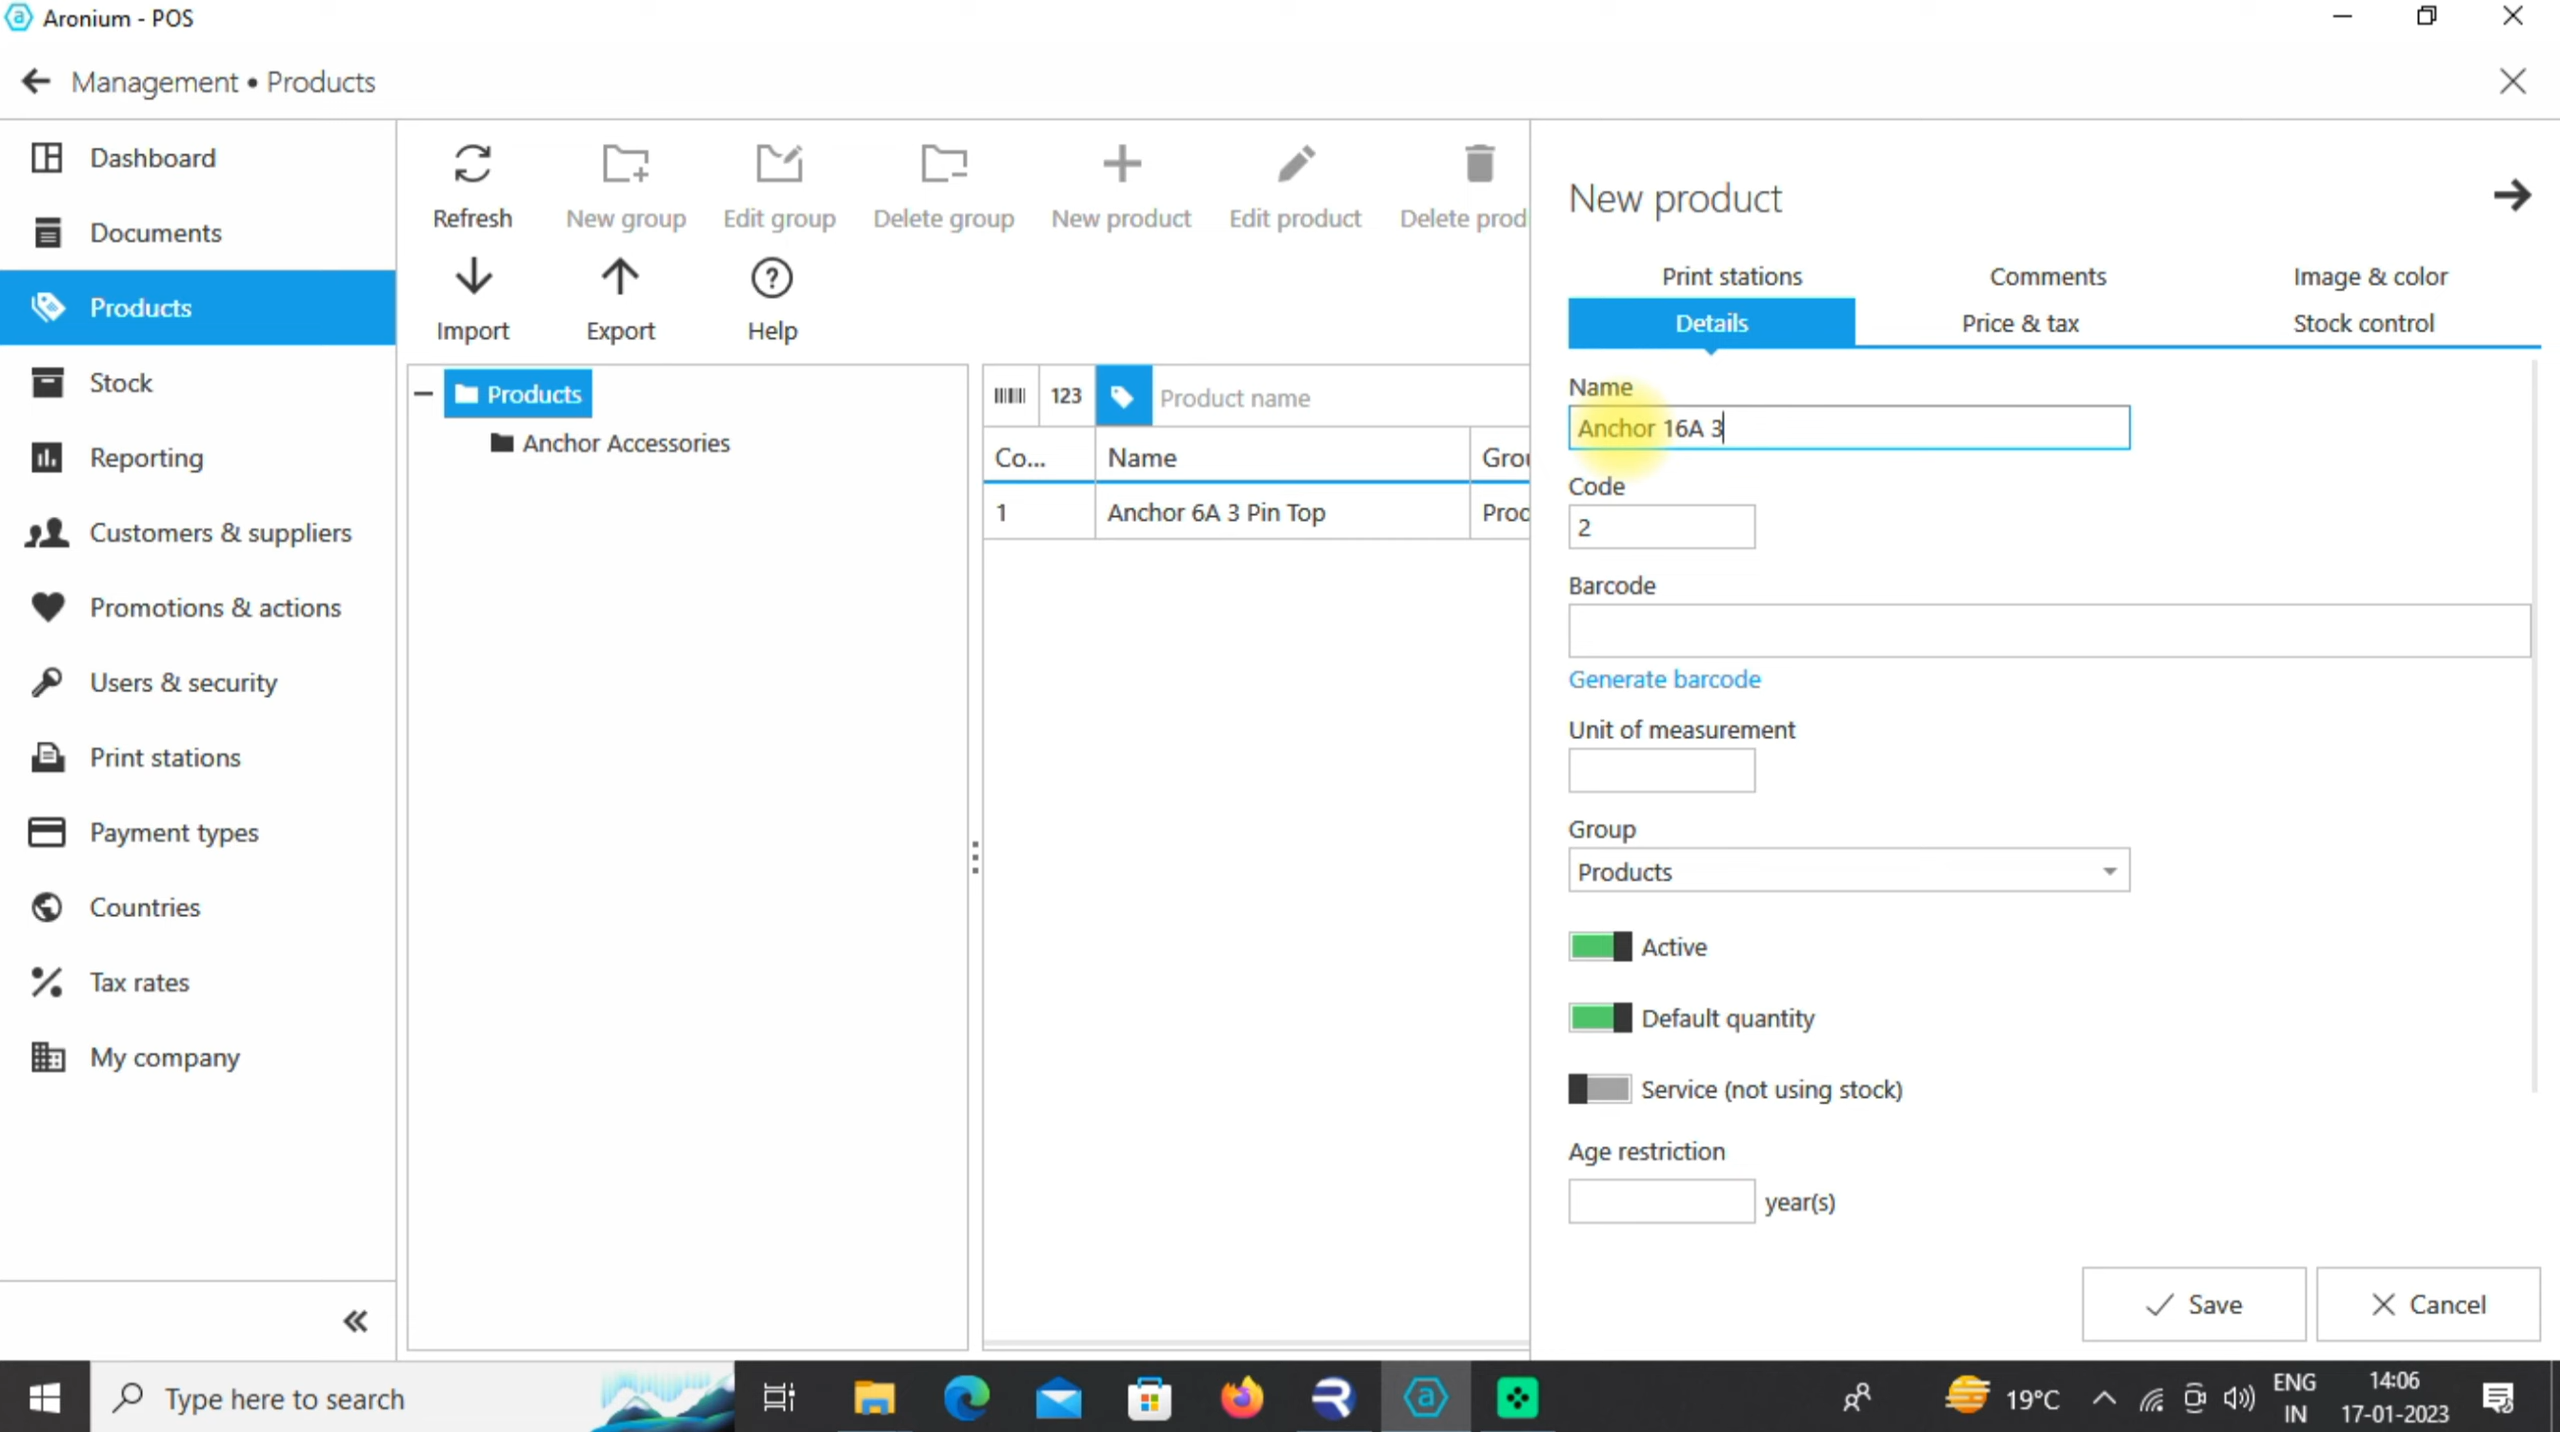 Aronium - POS
Management • Products
Dashboard
Documents
Products
Stock
Reporting
Customers & suppliers
Promotions & actions
Users & security
Print stations
Payment types
Countries
Tax rates
My company
Refresh
New group
Edit group
Delete group
New product
Edit product
Delete prod
Import
Export
Help
Products
Anchor Accessories
123
Product name
Co... Name Grou
1 Anchor 6A 3 Pin Top Prod
New product
Print stations Comments Image & color
Details Price & tax Stock control
Name
Anchor 16A 3
Code
2
Barcode
Generate barcode
Unit of measurement
Group
Products
Active
Default quantity
Service (not using stock)
Age restriction
year(s)
Save Cancel
Type here to search
19°C
ENG
IN
14:06
17-01-2023